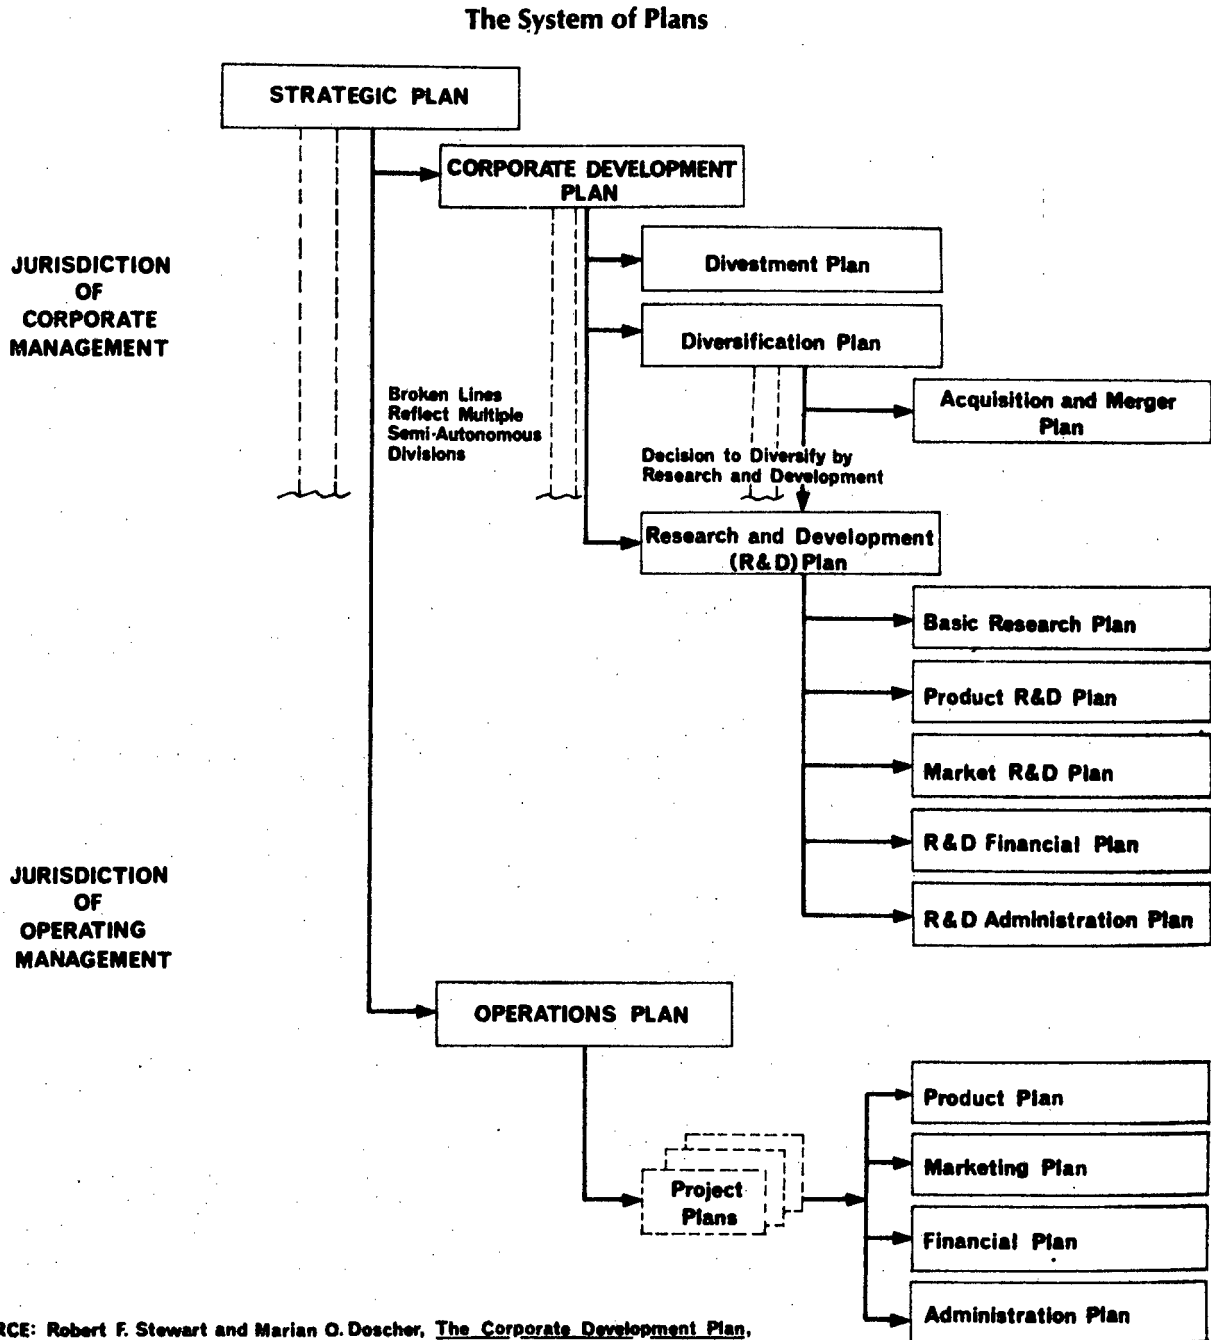 The System of Plans
STRATEGIC PLAN
CORPORATE DEVELOPMENT
PLAN
Divestment Plan
JURISDICTION
OF
CORPORATE
MANAGEMENT
Diversification Plan
Broken Lines
Reflect Multiple
Semi-Autonomous
Divisions
Acquisition and Merger
Plan
Decision to Diversify by
Research and Development
Research and Development
(R&D) Plan
Basic Research Plan
Product R&D Plan
Market R&D Plan
R&D Financial Plan
R&D Administration Plan
JURISDICTION
OF
OPERATING
MANAGEMENT
OPERATIONS PLAN
Project
Plans
Product Plan
Marketing Plan
Financial Plan
Administration Plan
RCE: Robert F. Stewart and Marian O. Doscher, The Corporate Development Plan,